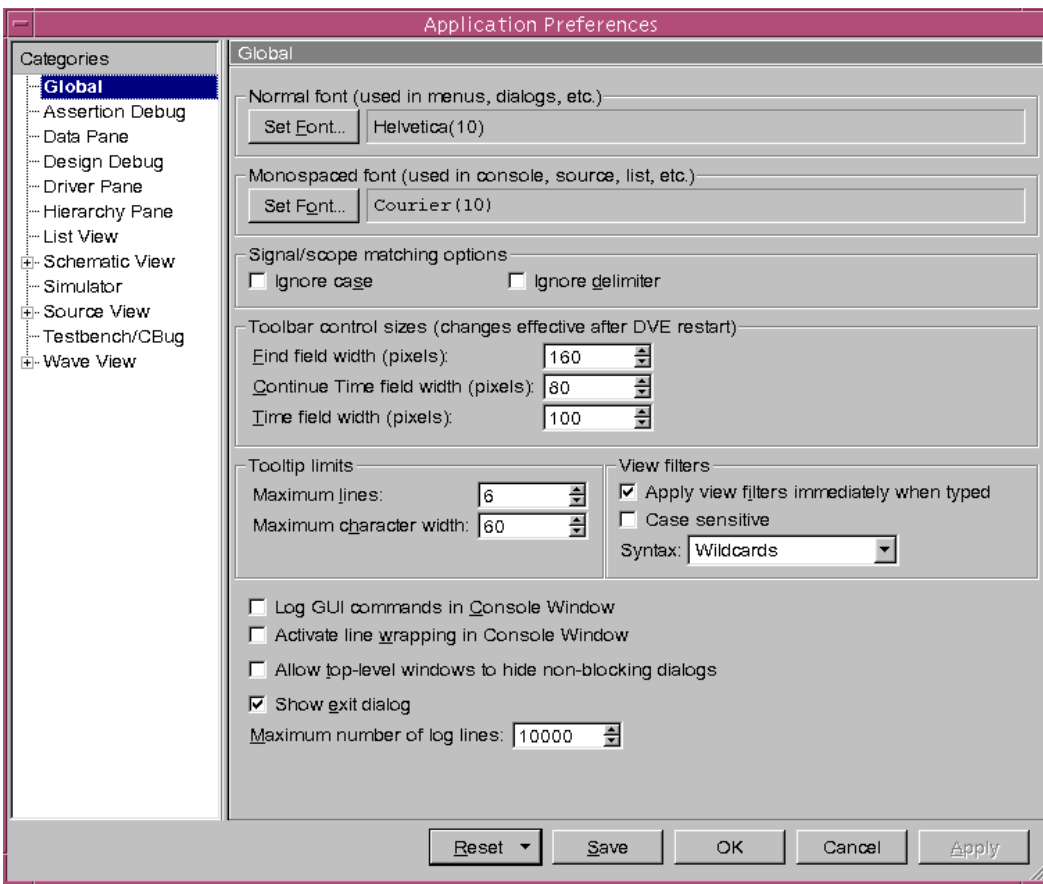 Application Preferences
Categories
Global
Assertion Debug
Data Pane
Design Debug
Driver Pane
Hierarchy Pane
List View
Schematic View
Simulator
Source View
Testbench/CBug
Wave View
Global
Normal font (used in menus, dialogs, etc.)
Set Font... Helvetica(10)
Monospaced font (used in console, source, list, etc.)
Set Font... Courier(10)
Signal/scope matching options
Ignore case Ignore delimiter
Toolbar control sizes (changes effective after DVE restart)
Find field width (pixels): 160
Continue Time field width (pixels): 80
Time field width (pixels): 100
Tooltip limits
Maximum lines: 6
Maximum character width: 60
View filters
Apply view filters immediately when typed
Case sensitive
Syntax: Wildcards
Log GUI commands in Console Window
Activate line wrapping in Console Window
Allow top-level windows to hide non-blocking dialogs
Show exit dialog
Maximum number of log lines: 10000
Reset Save OK Cancel Apply